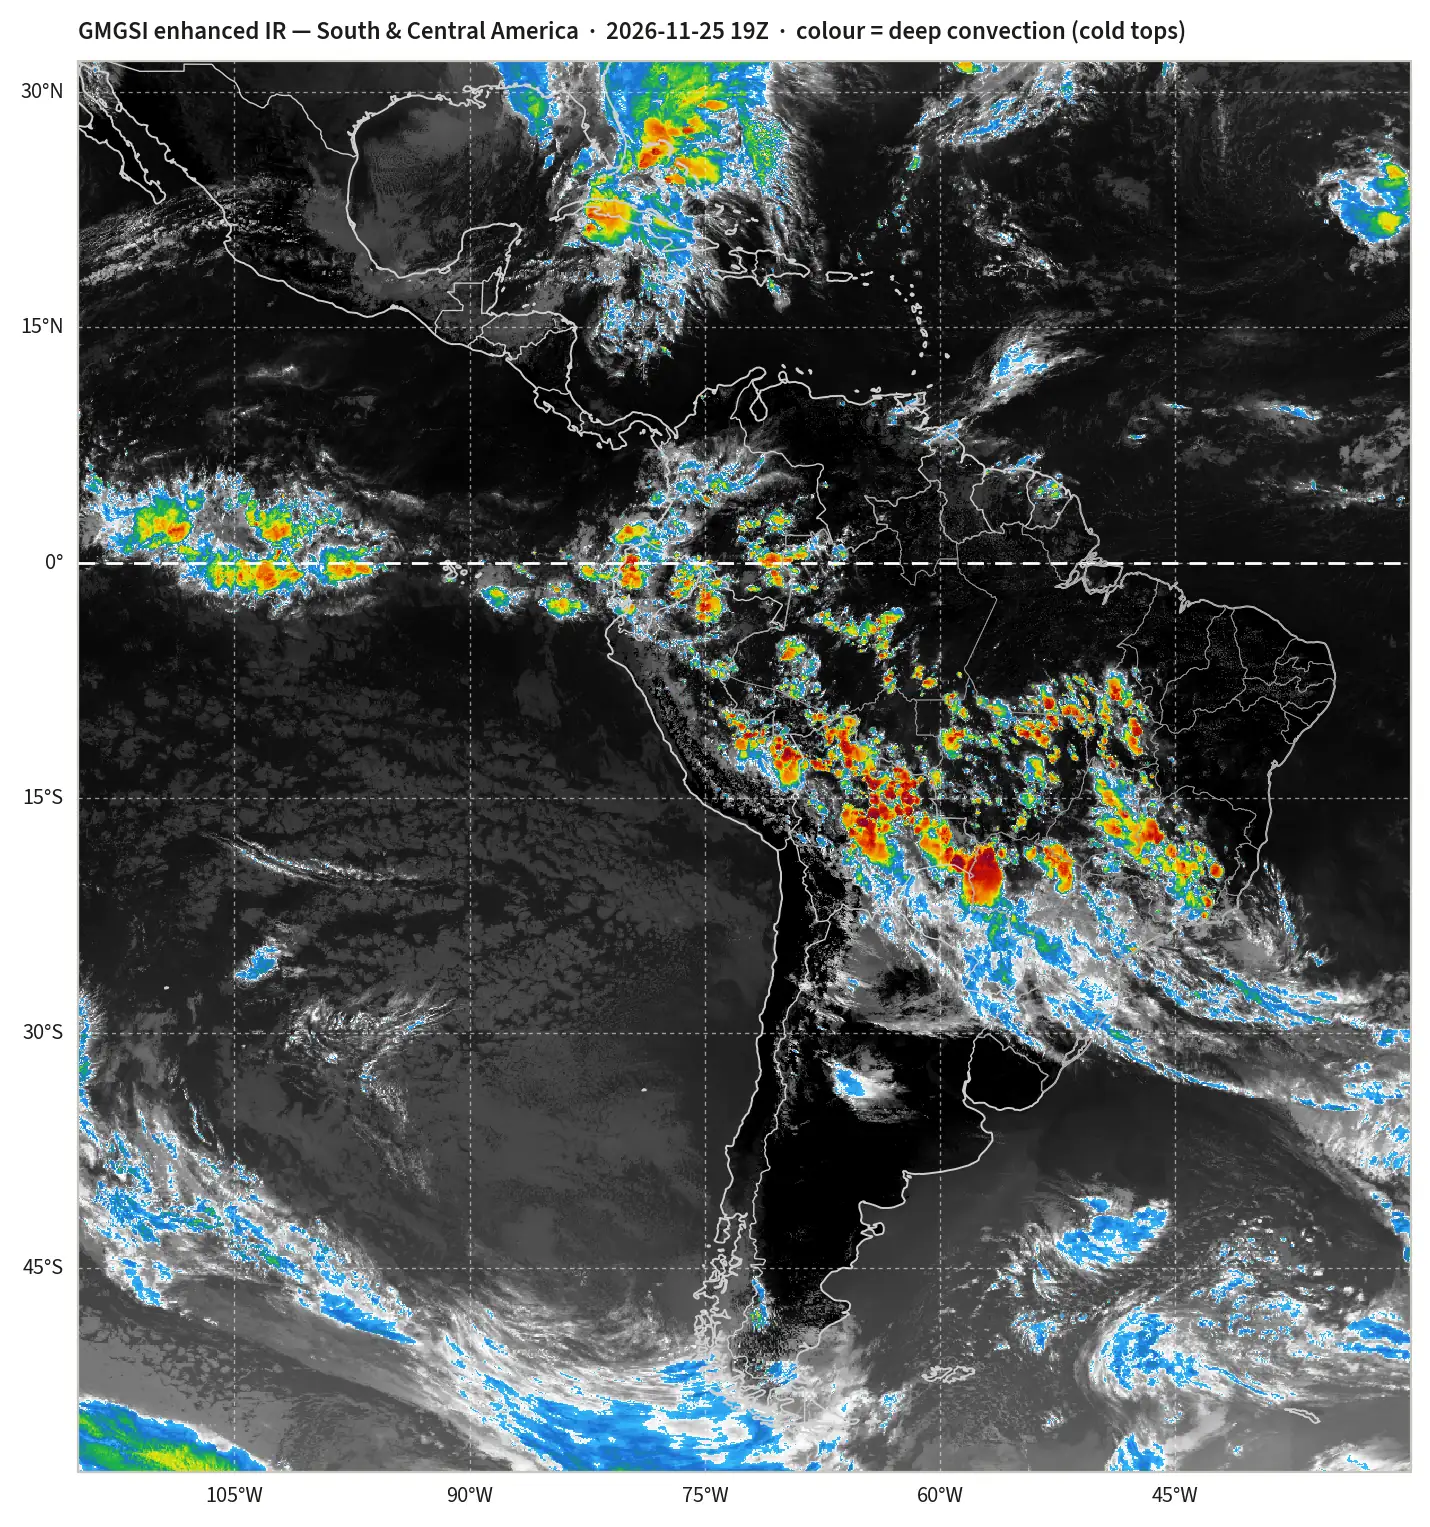 GMGSI enhanced IR — South & Central America · 2026-11-25 19Z · colour = deep convection (cold tops)
30°N
15°N
0°
15°S
30°S
45°S
105°W
90°W
75°W
60°W
45°W